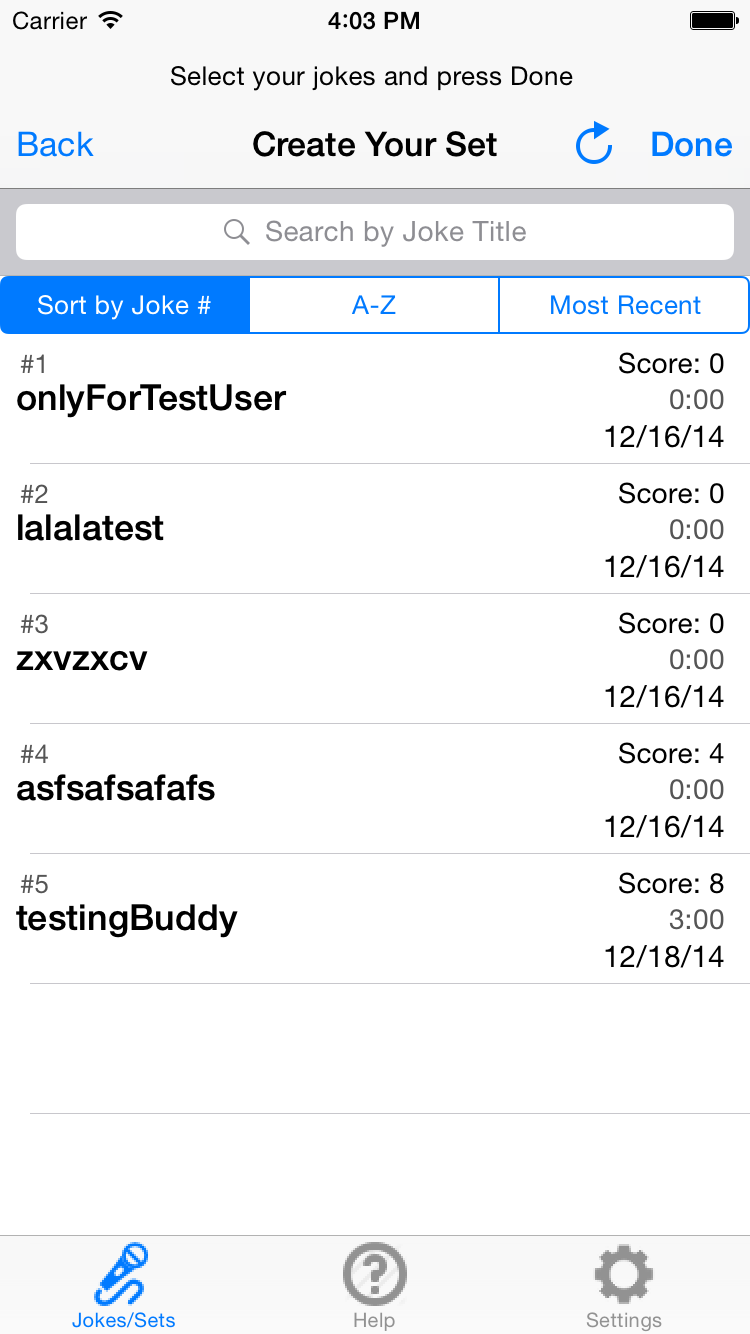 Carrier 4:03 PM
Select your jokes and press Done
Back Create Your Set Done
Search by Joke Title
Sort by Joke # A-Z Most Recent
#1 Score: 0
onlyForTestUser 0:00
12/16/14
#2 Score: 0
lalalatest 0:00
12/16/14
#3 Score: 0
zxvzxcv 0:00
12/16/14
#4 Score: 4
asfsafsafafs 0:00
12/16/14
#5 Score: 8
testingBuddy 3:00
12/18/14
?
Jokes/Sets Help Settings